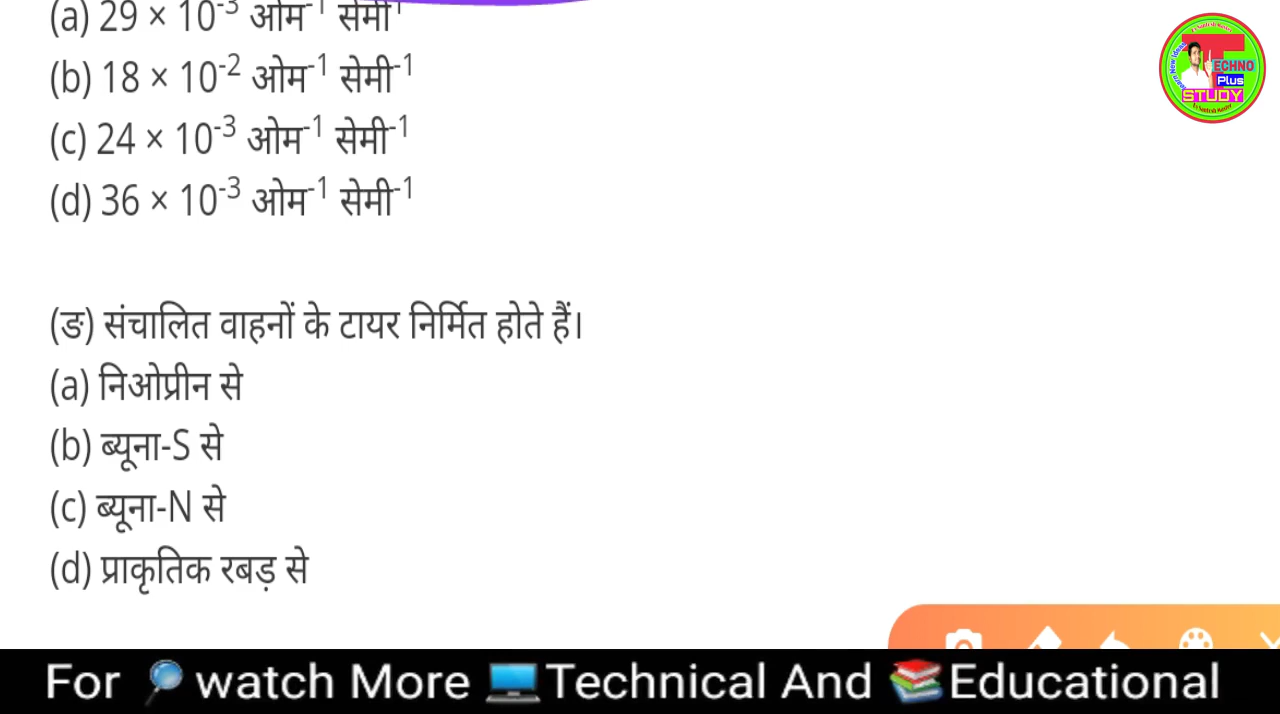 (a) 29 × 10⁻³ ओम⁻¹ सेमी⁻¹
(b) 18 × 10⁻² ओम⁻¹ सेमी⁻¹
(c) 24 × 10⁻³ ओम⁻¹ सेमी⁻¹
(d) 36 × 10⁻³ ओम⁻¹ सेमी⁻¹
(ङ) संचालित वाहनों के टायर निर्मित होते हैं।
(a) निओप्रीन से
(b) ब्यूना-S से
(c) ब्यूना-N से
(d) प्राकृतिक रबड़ से
ECHNO
Plus
STUDY
For 🔎 watch More 💻 Technical And 📚 Educational